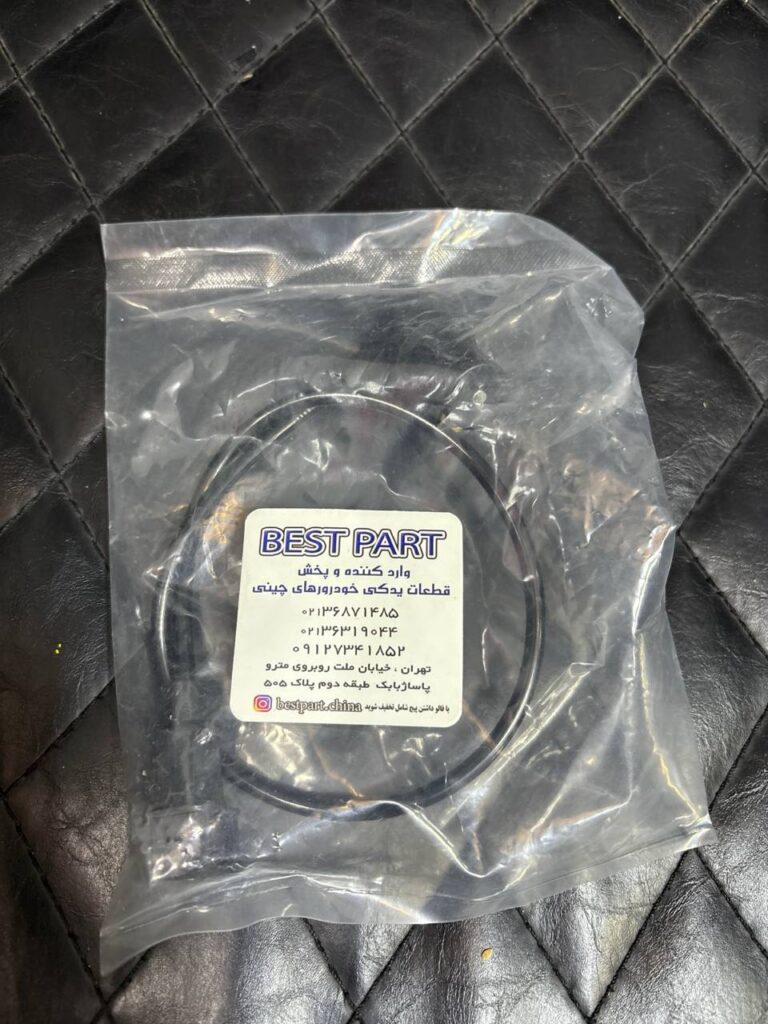 BEST PART
وارد کننده و پخش
قطعات یدکی خودرورهای چینی
۰۲۱۳۶۸۷۱۴۸۵
۰۲۱۳۶۳۱۹۰۴۴
۰۹۱۲۷۳۴۱۸۵۲
تهران ، خیابان ملت روبروی مترو
پاساژبابک طبقه دوم پلاک ۵۰۵
با فالو داشتن پیج شامل تخفیف شوید bestpart.china